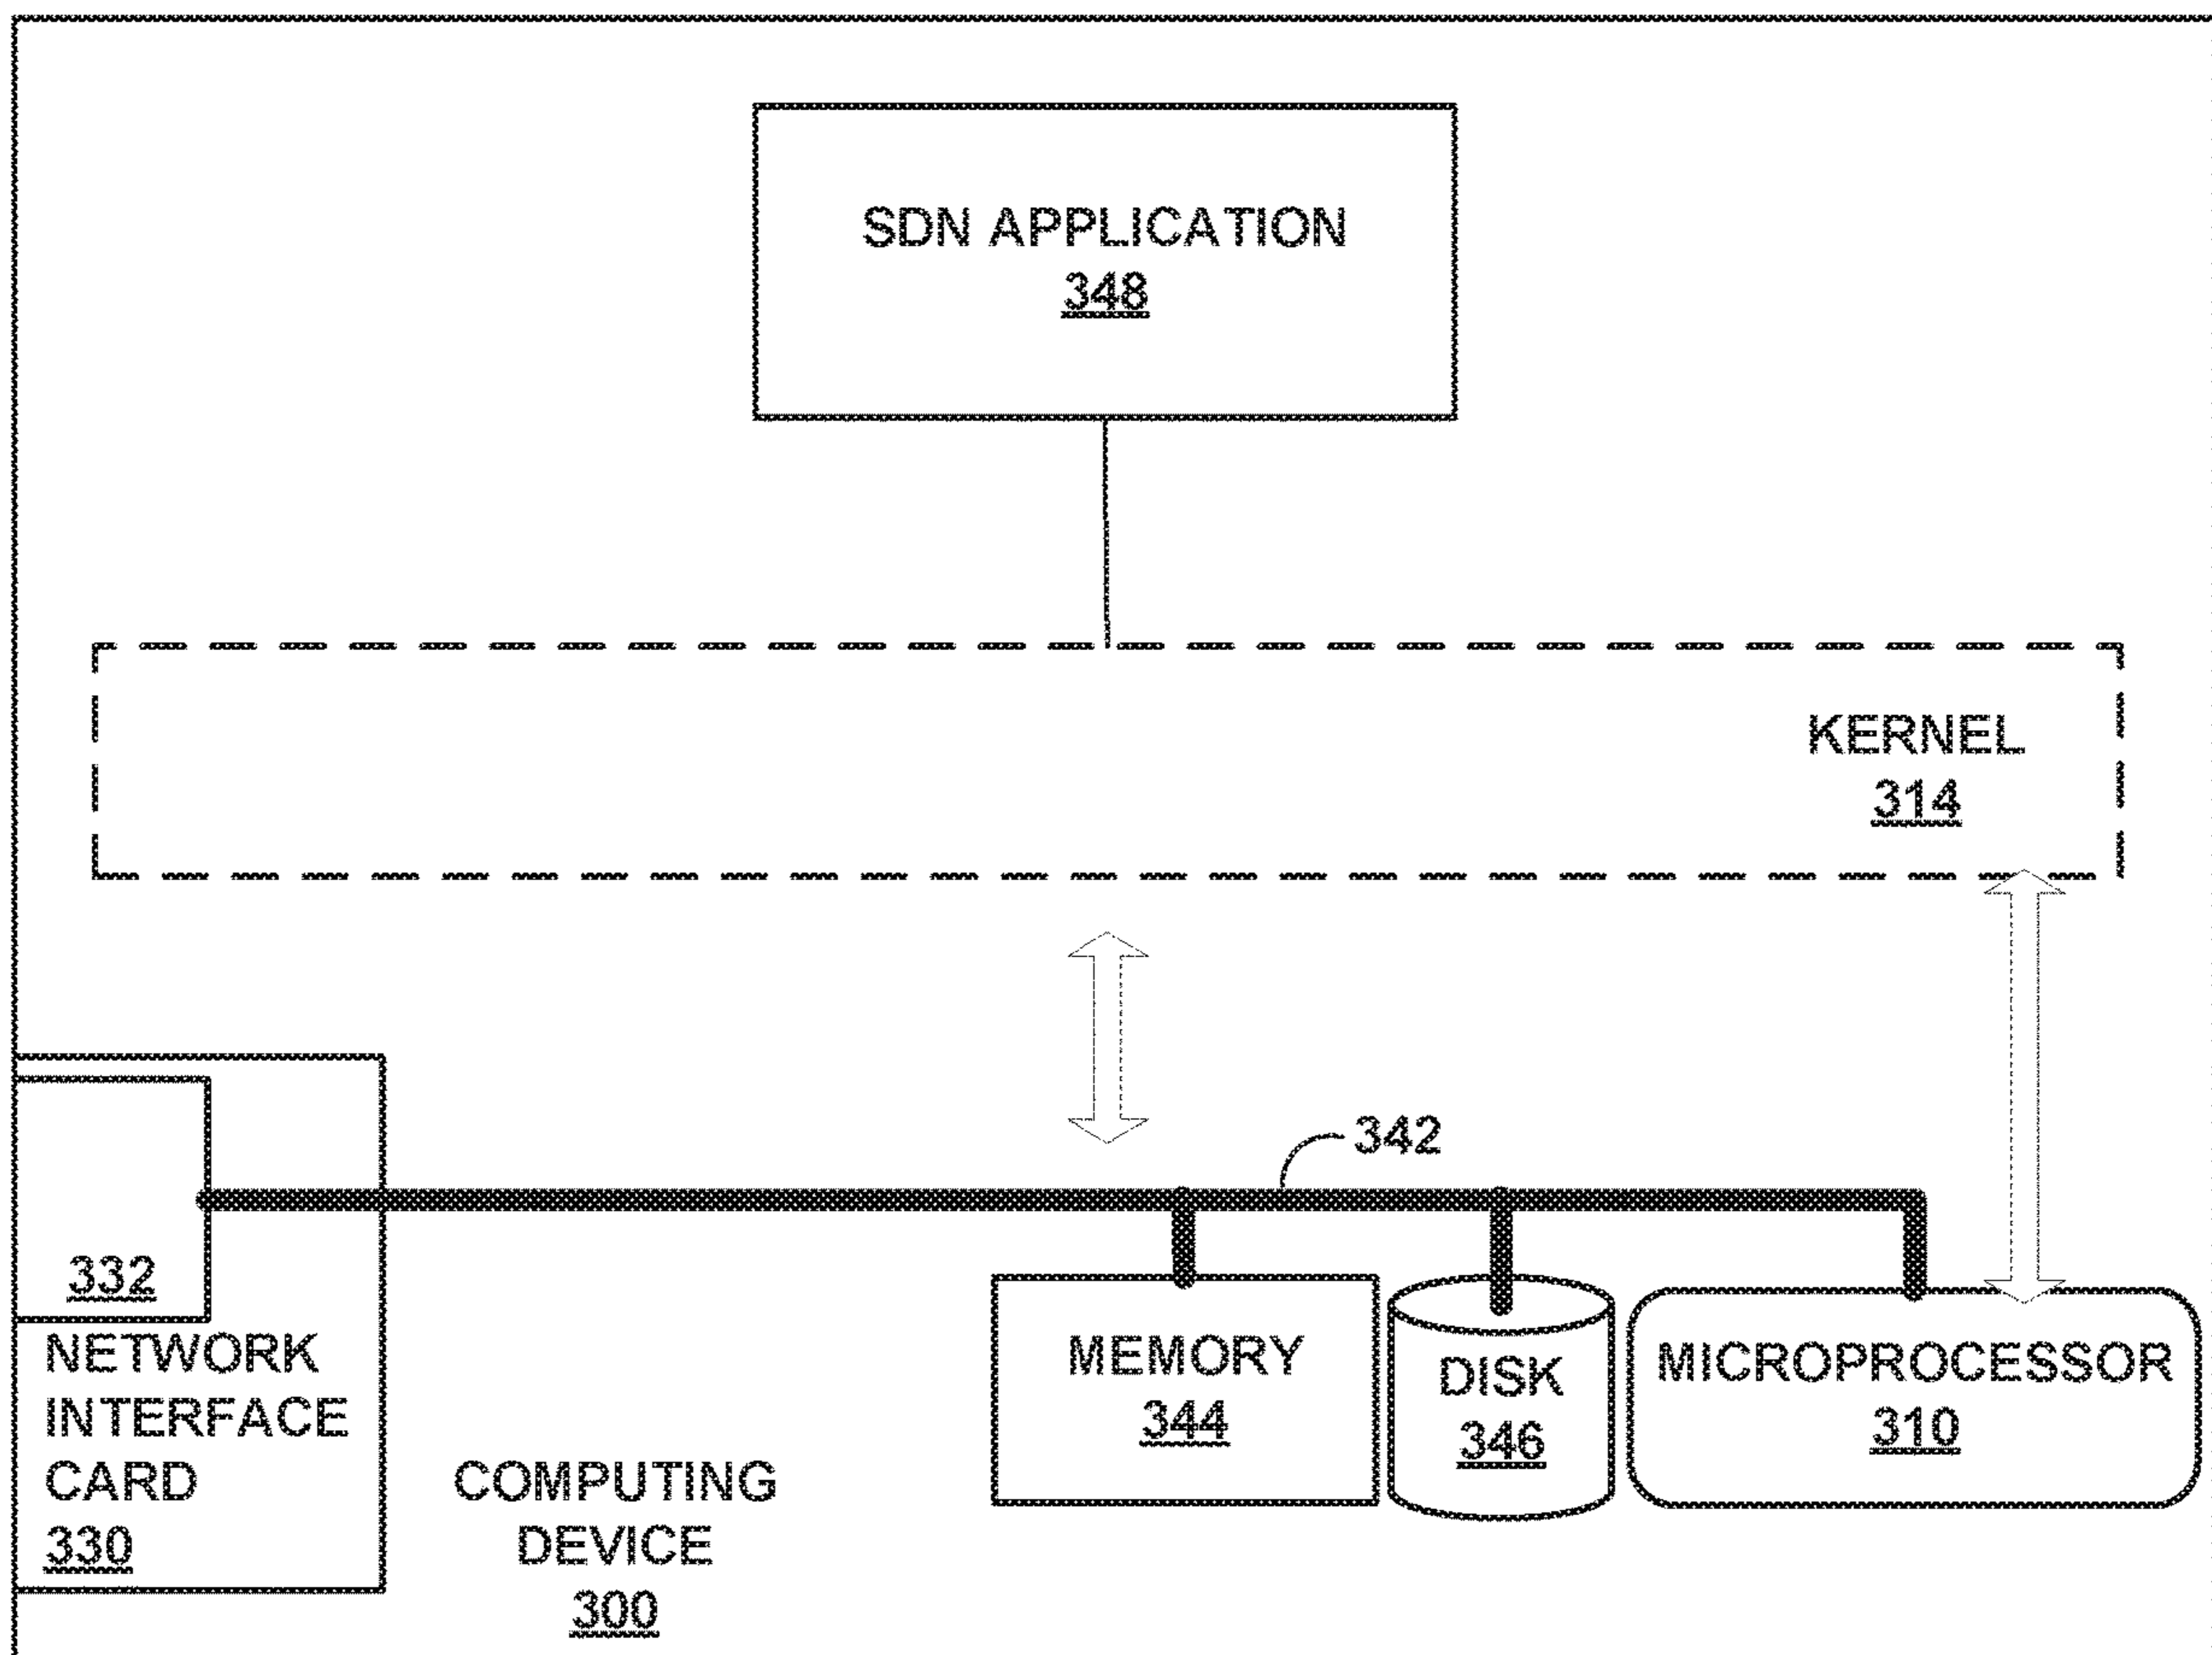 SDN APPLICATION
348
KERNEL
314
342
332
NETWORK
INTERFACE
CARD
330
COMPUTING
DEVICE
300
MEMORY
344
DISK
346
MICROPROCESSOR
310